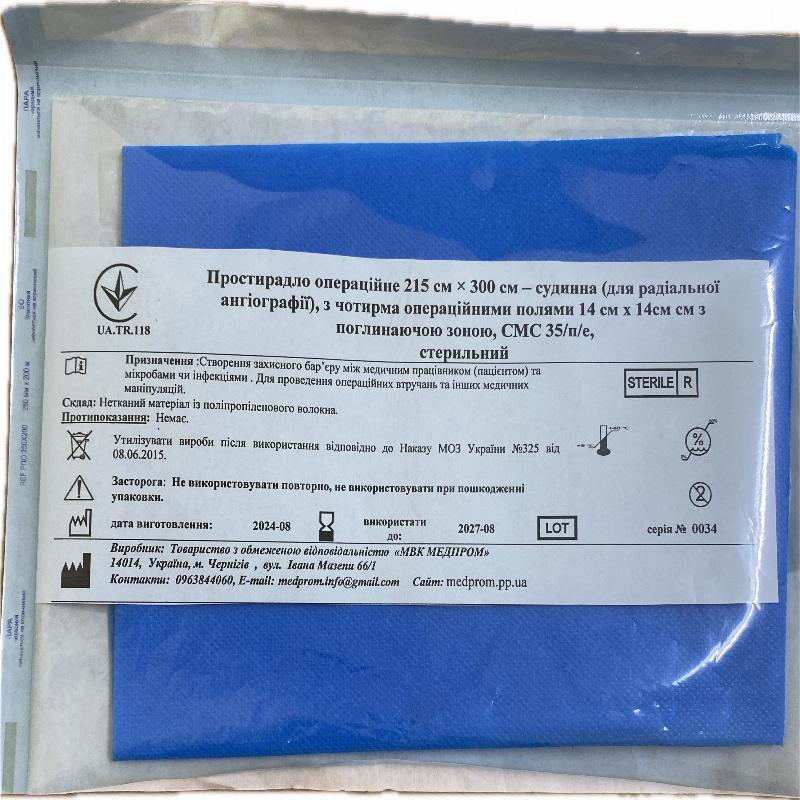 Простирадло операційне 215 см × 300 см – судинна (для радіальної
ангіографії), з чотирма операційними полями 14 см х 14см см з
поглинаючою зоною, СМС 35/п/е,
стерильний
UA.TR.118
Призначення :Створення захисного бар’єру між медичним працівником (пацієнтом) та
мікробами чи інфекціями . Для проведення операційних втручань та інших медичних
маніпуляцій.
STERILE R
Склад: Нетканий матеріал із поліпропіленового волокна.
Протипоказання: Немає.
Утилізувати вироби після використання відповідно до Наказу МОЗ України №325 від
08.06.2015.
%
Засторога: Не використовувати повторно, не використовувати при пошкодженні
упаковки.
2
дата виготовлення: 2024-08 використати
до: 2027-08 LOT серія № 0034
Виробник: Товариство з обмеженою відповідальністю «МВК МЕДПРОМ»
14014, Україна, м. Чернігів , вул. Івана Мазепи 66/1
Контакти: 0963844060, E-mail: medprom.info@gmail.com Сайт: medprom.pp.ua
ПАРА
250 мм х 200 м
ПАРА